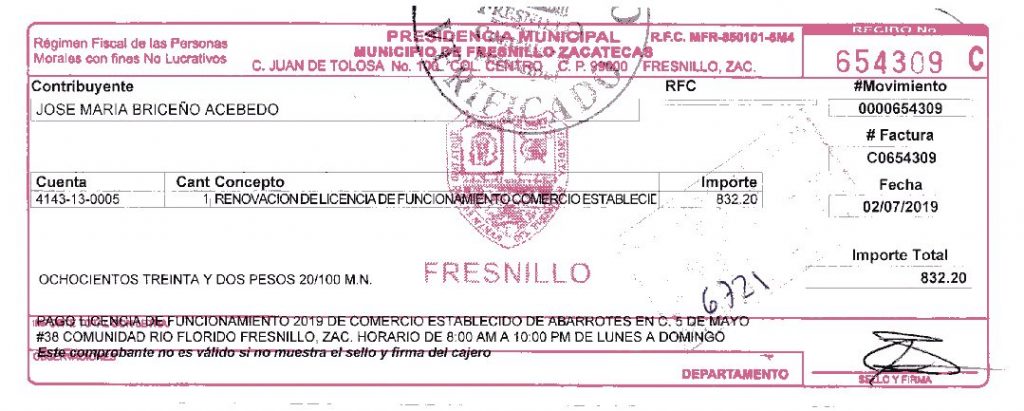 PRESIDENCIA MUNICIPAL
R.F.C. MFR-850101-6M4
RECIBO No.
Régimen Fiscal de las Personas
Morales con fines No Lucrativos
MUNICIPIO DE FRESNILLO ZACATECAS
C. JUAN DE TOLOSA No. 100 COL. CENTRO C. P. 99000 FRESNILLO, ZAC.
654309 C
Contribuyente
RFC
#Movimiento
JOSE MARIA BRICEÑO ACEBEDO
0000654309
# Factura
C0654309
Cuenta Cant Concepto Importe
Fecha
4143-13-0005 1 RENOVACION DE LICENCIA DE FUNCIONAMIENTO COMERCIO ESTABLECID 832.20
02/07/2019
Importe Total
FRESNILLO
832.20
OCHOCIENTOS TREINTA Y DOS PESOS 20/100 M.N.
6721
PAGO LICENCIA DE FUNCIONAMIENTO 2019 DE COMERCIO ESTABLECIDO DE ABARROTES EN C. 5 DE MAYO
#38 COMUNIDAD RIO FLORIDO FRESNILLO, ZAC. HORARIO DE 8:00 AM A 10:00 PM DE LUNES A DOMINGO
Este comprobante no es válido si no muestra el sello y firma del cajero
OBSERVACIONES
DEPARTAMENTO
SELLO Y FIRMA